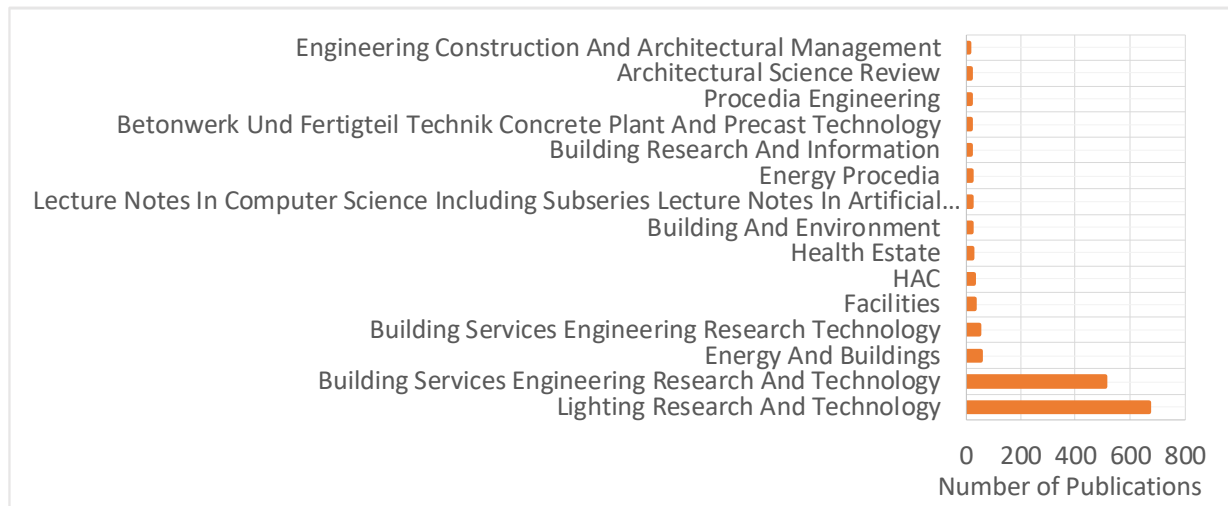 Engineering Construction And Architectural Management
Architectural Science Review
Procedia Engineering
Betonwerk Und Fertigteil Technik Concrete Plant And Precast Technology
Building Research And Information
Energy Procedia
Lecture Notes In Computer Science Including Subseries Lecture Notes In Artificial...
Building And Environment
Health Estate
HAC
Facilities
Building Services Engineering Research Technology
Energy And Buildings
Building Services Engineering Research And Technology
Lighting Research And Technology
0 200 400 600 800
Number of Publications